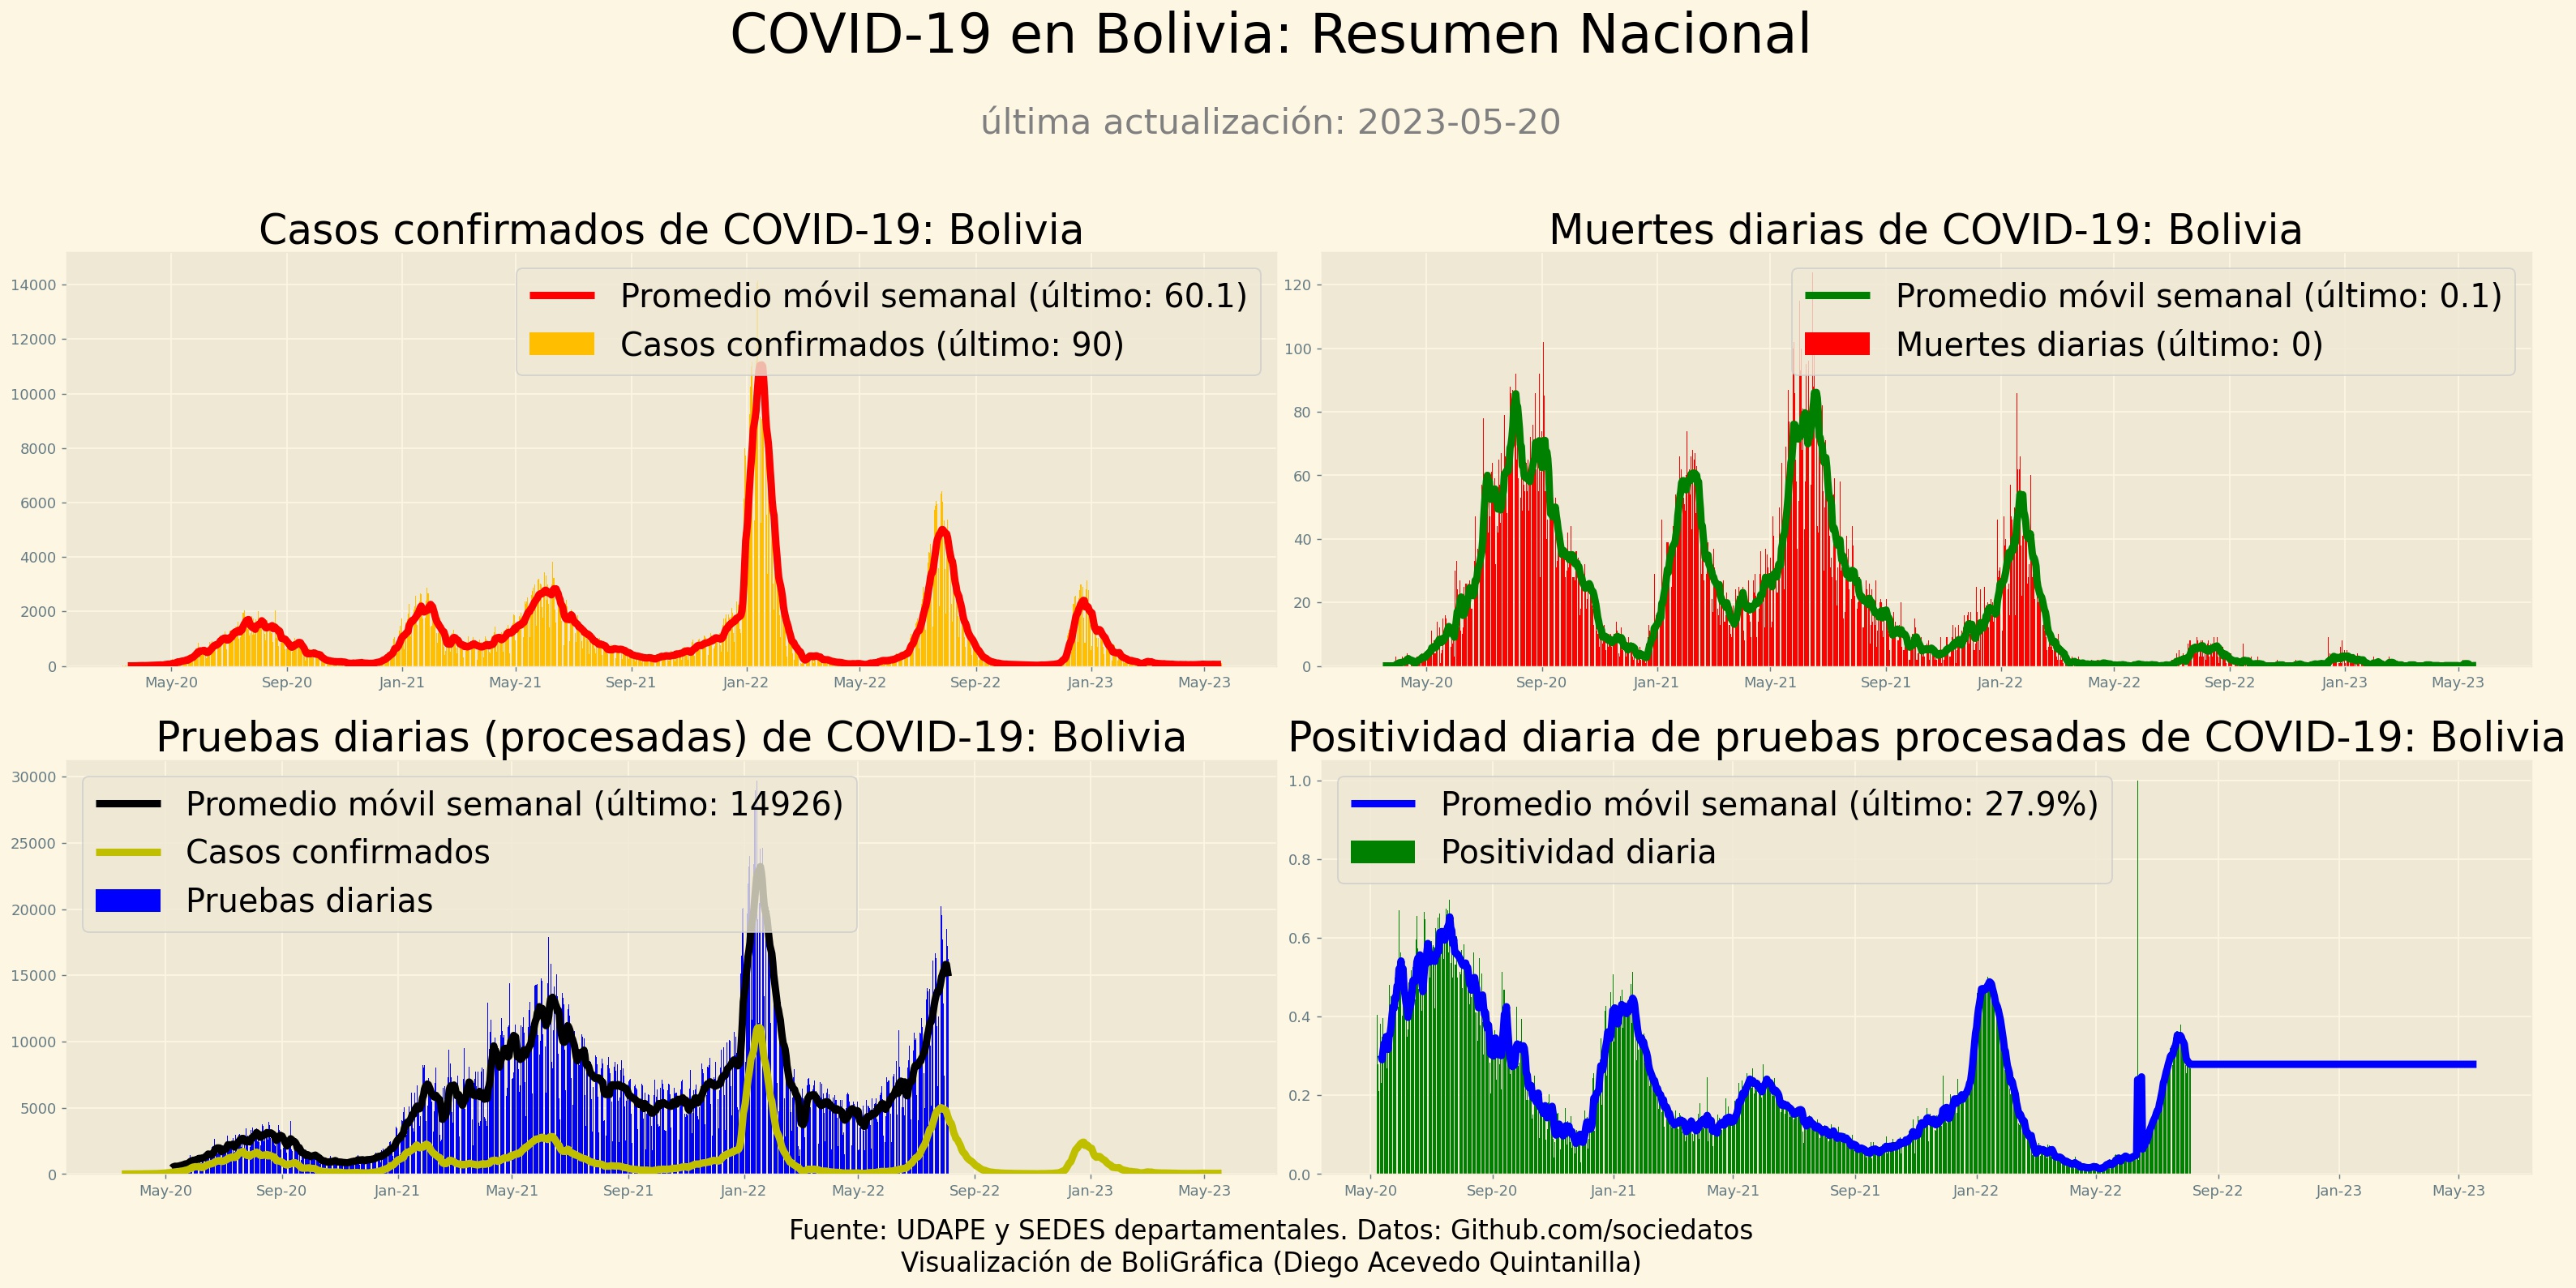 COVID-19 en Bolivia: Resumen Nacional
última actualización: 2023-05-20
Casos confirmados de COVID-19: Bolivia
14000
12000
10000
8000
6000
4000
2000
0
Promedio móvil semanal (último: 60.1)
Casos confirmados (último: 90)
May-20 Sep-20 Jan-21 May-21 Sep-21 Jan-22 May-22 Sep-22 Jan-23 May-23
Muertes diarias de COVID-19: Bolivia
120
100
80
60
40
20
0
Promedio móvil semanal (último: 0.1)
Muertes diarias (último: 0)
May-20 Sep-20 Jan-21 May-21 Sep-21 Jan-22 May-22 Sep-22 Jan-23 May-23
Pruebas diarias (procesadas) de COVID-19: Bolivia
30000
25000
20000
15000
10000
5000
0
Promedio móvil semanal (último: 14926)
Casos confirmados
Pruebas diarias
May-20 Sep-20 Jan-21 May-21 Sep-21 Jan-22 May-22 Sep-22 Jan-23 May-23
Positividad diaria de pruebas procesadas de COVID-19: Bolivia
1.0
0.8
0.6
0.4
0.2
0.0
Promedio móvil semanal (último: 27.9%)
Positividad diaria
May-20 Sep-20 Jan-21 May-21 Sep-21 Jan-22 May-22 Sep-22 Jan-23 May-23
Fuente: UDAPE y SEDES departamentales. Datos: Github.com/sociedatos
Visualización de BoliGráfica (Diego Acevedo Quintanilla)